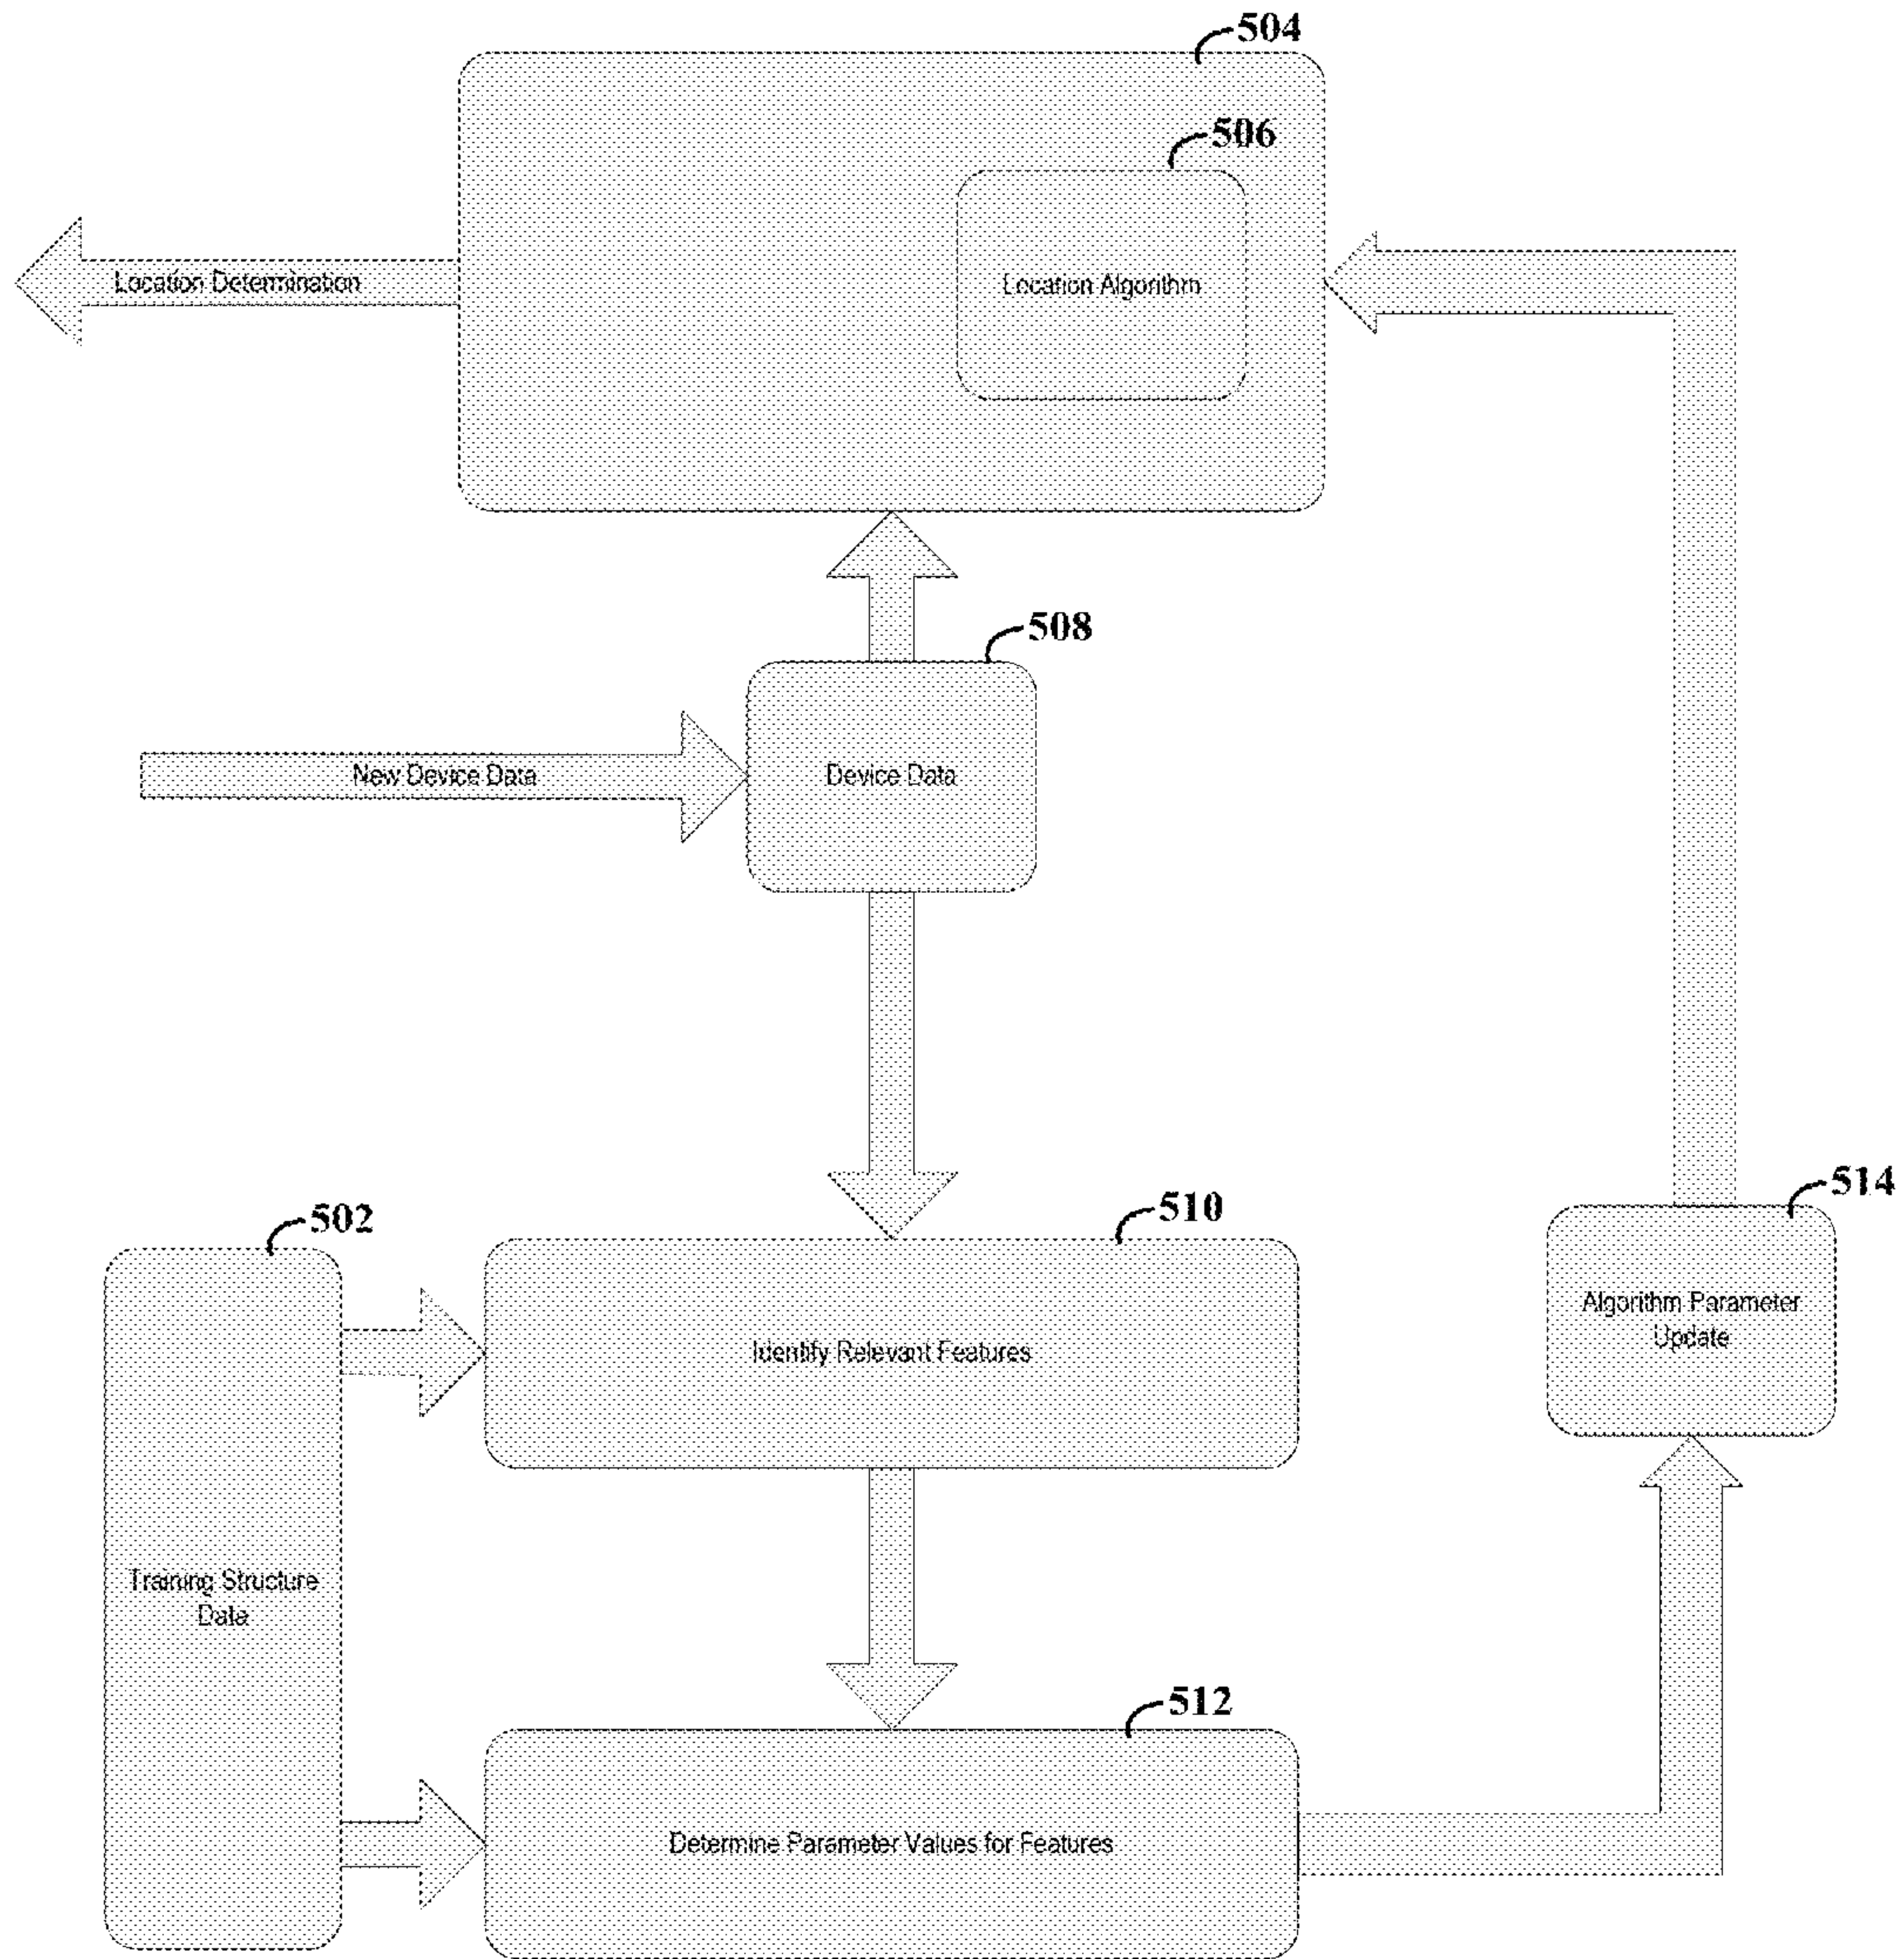 504
506
Location Determination
Location Algorithm
508
New Device Data
Device Data
502
510
514
Identify Relevant Features
Algorithm Parameter
Update
Training Structure
Data
512
Determine Parameter Values for Features